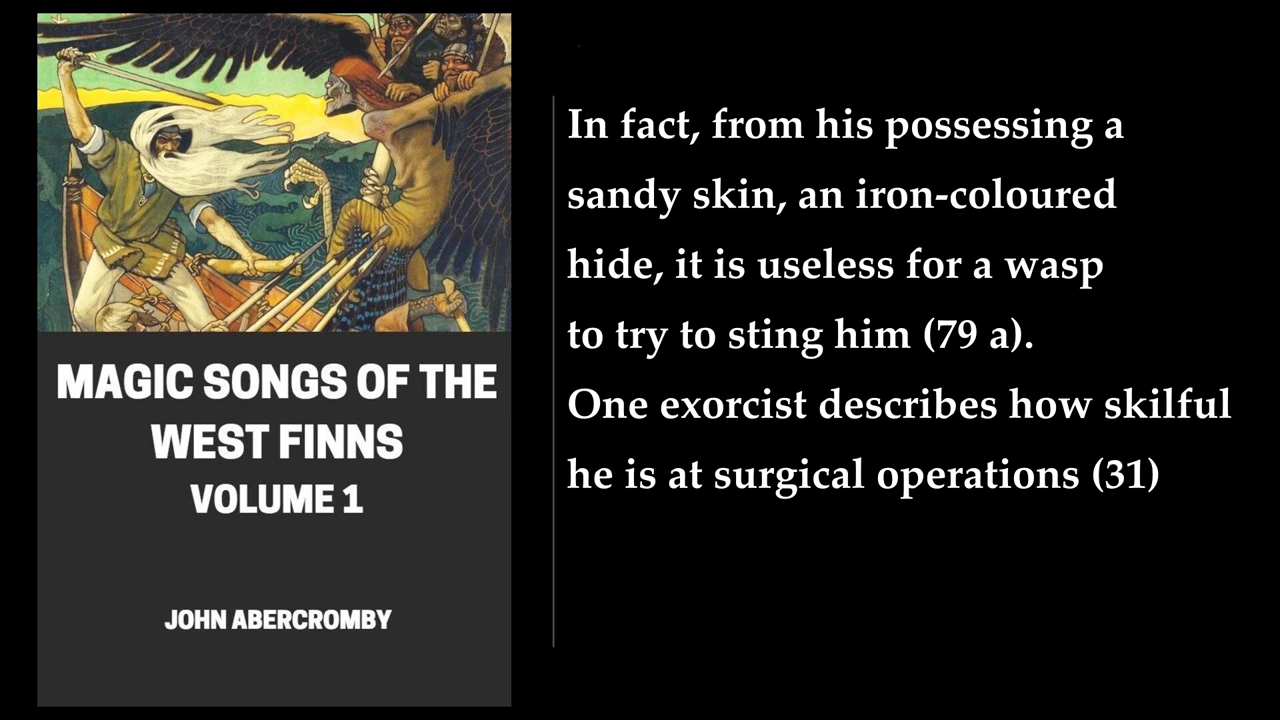 MAGIC SONGS OF THE
WEST FINNS
VOLUME 1
JOHN ABERCROMBY
In fact, from his possessing a
sandy skin, an iron-coloured
hide, it is useless for a wasp
to try to sting him (79 a).
One exorcist describes how skilful
he is at surgical operations (31)